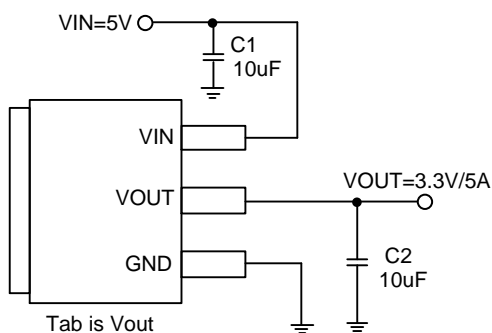 VIN=5V
C1
10uF
VIN
VOUT=3.3V/5A
VOUT
C2
10uF
GND
Tab is Vout